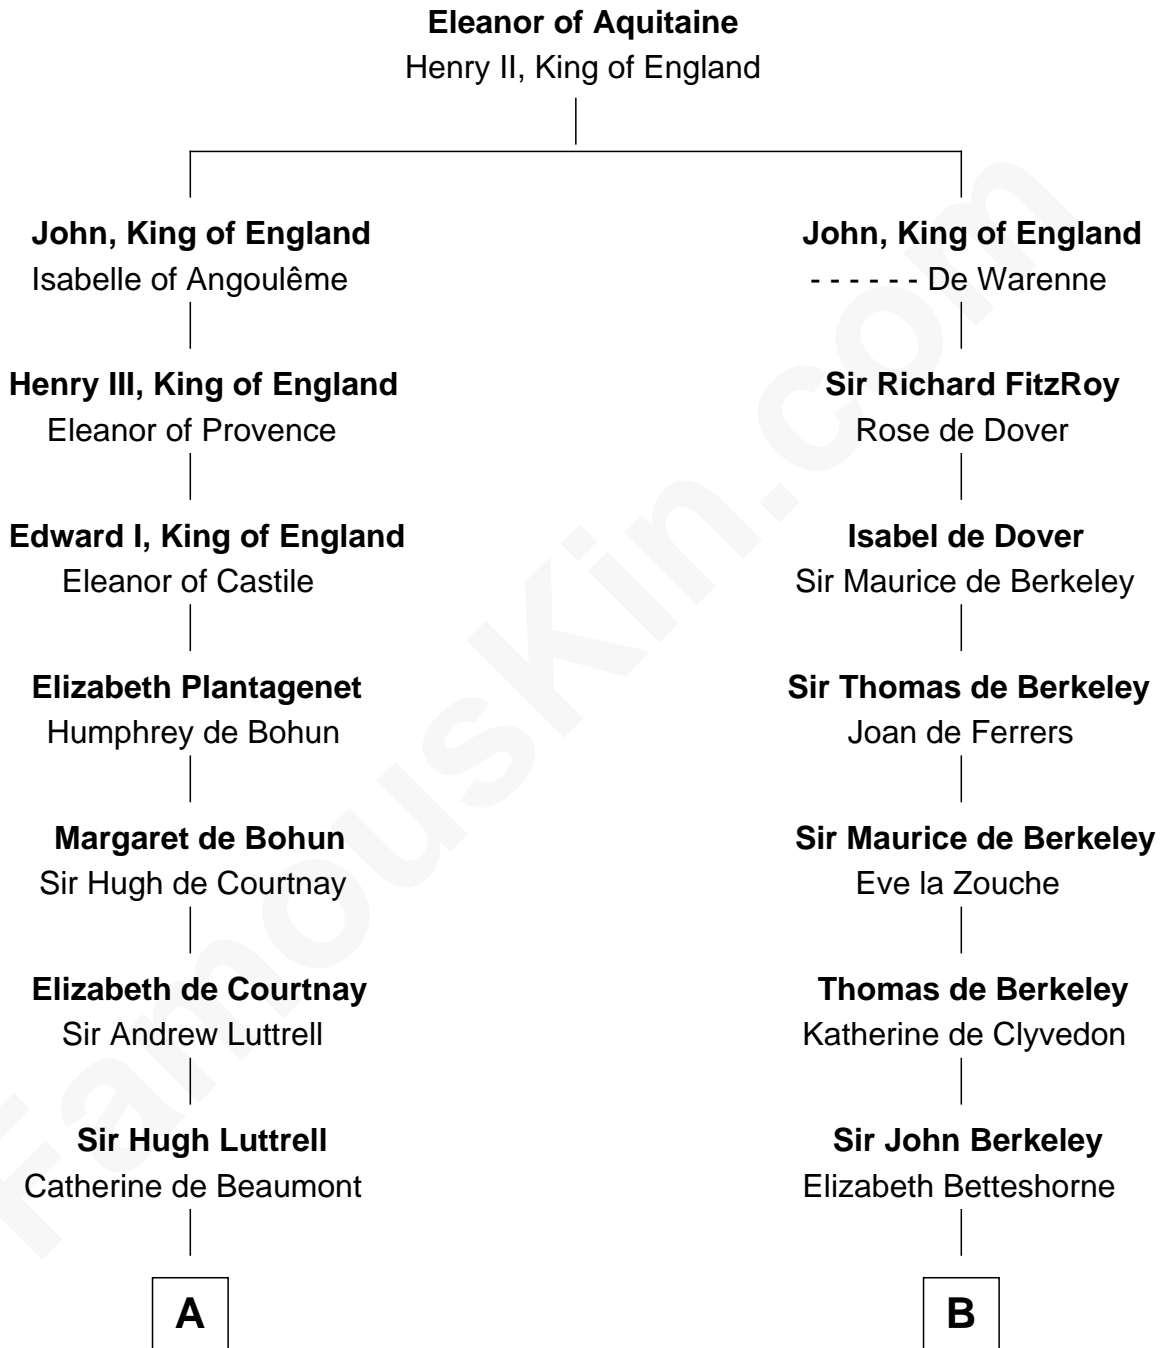 Eleanor of Aquitaine
Henry II, King of England
John, King of England
Isabelle of Angoulême
John, King of England
- - - - - - De Warenne
Henry III, King of England
Eleanor of Provence
Sir Richard FitzRoy
Rose de Dover
Edward I, King of England
Eleanor of Castile
Isabel de Dover
Sir Maurice de Berkeley
Elizabeth Plantagenet
Humphrey de Bohun
Sir Thomas de Berkeley
Joan de Ferrers
Margaret de Bohun
Sir Hugh de Courtnay
Sir Maurice de Berkeley
Eve la Zouche
Elizabeth de Courtnay
Sir Andrew Luttrell
Thomas de Berkeley
Katherine de Clyvedon
Sir Hugh Luttrell
Catherine de Beaumont
Sir John Berkeley
Elizabeth Betteshorne
A
B
FamousKin.com